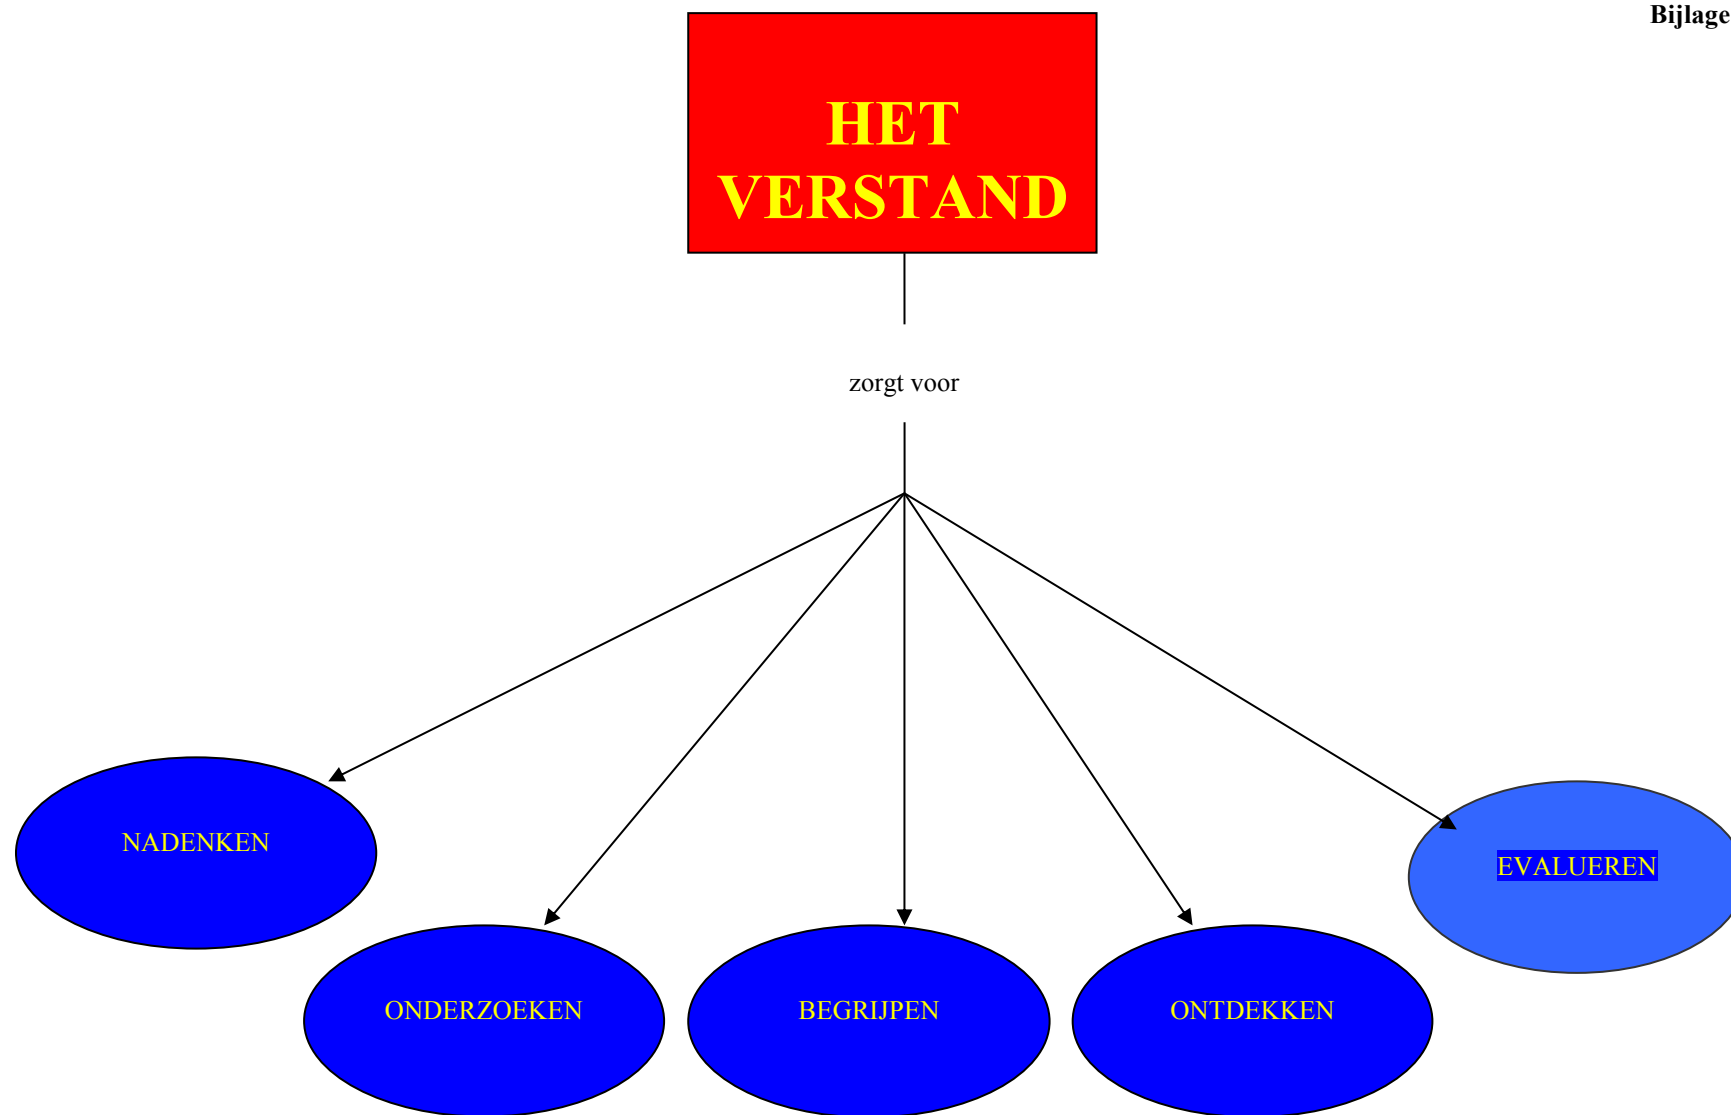 Bijlage
HET
VERSTAND
zorgt voor
NADENKEN
EVALUEREN
ONDERZOEKEN
BEGRIJPEN
ONTDEKKEN